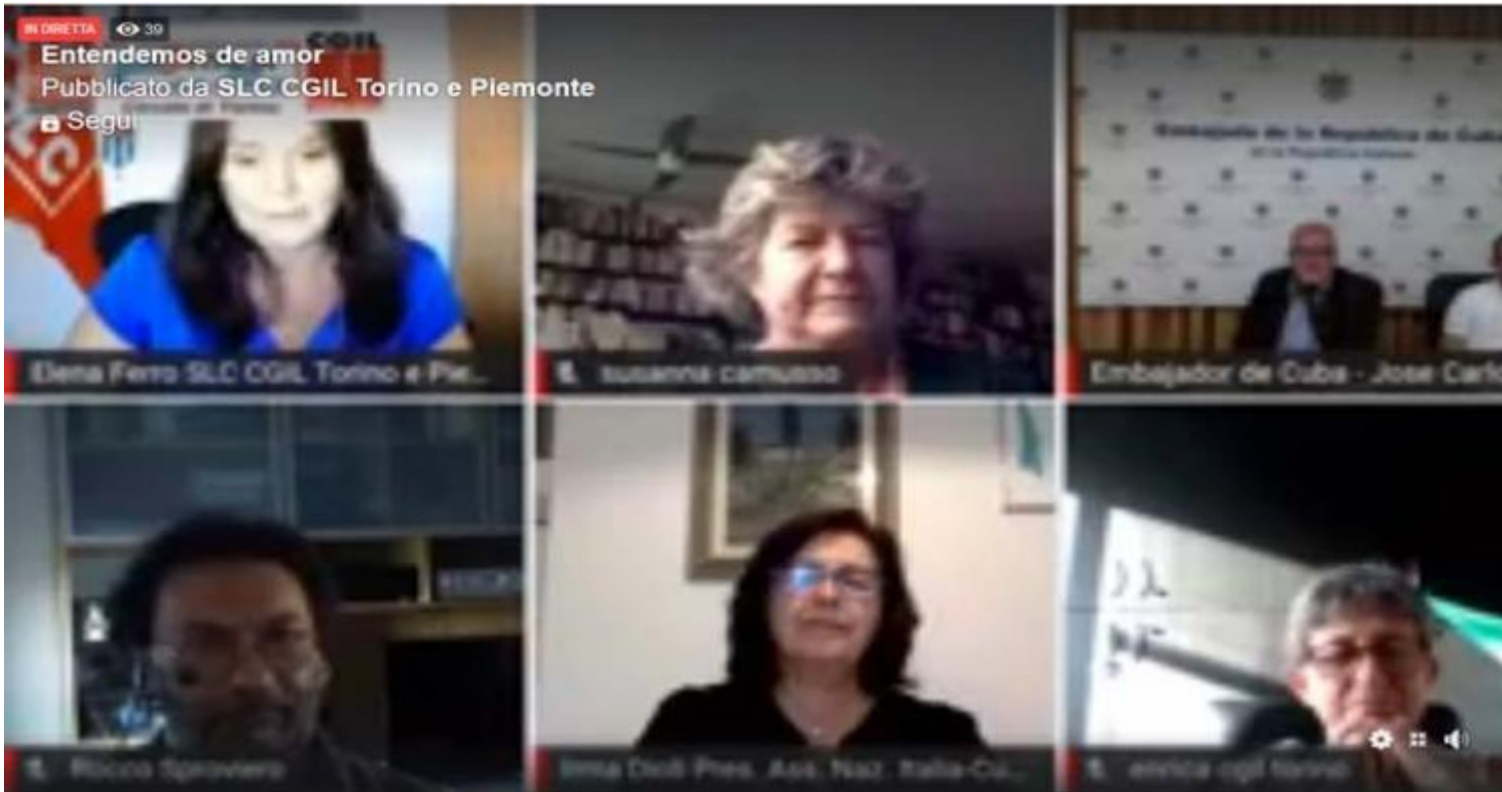 IN DIRETTA 39
Entendemos de amor
Pubblicato da SLC CGIL Torino e Piemonte
Segui
CGIL
Elena Ferro SLC CGIL Torino e Pie...
susanna camusso
Embajada de la Republica de Cuba
Embajador de Cuba - Jose Carlo
Rocco Sproviero
Irma Dioli Pres. Ass. Naz. Italia-Cu...
enrica cgil torino